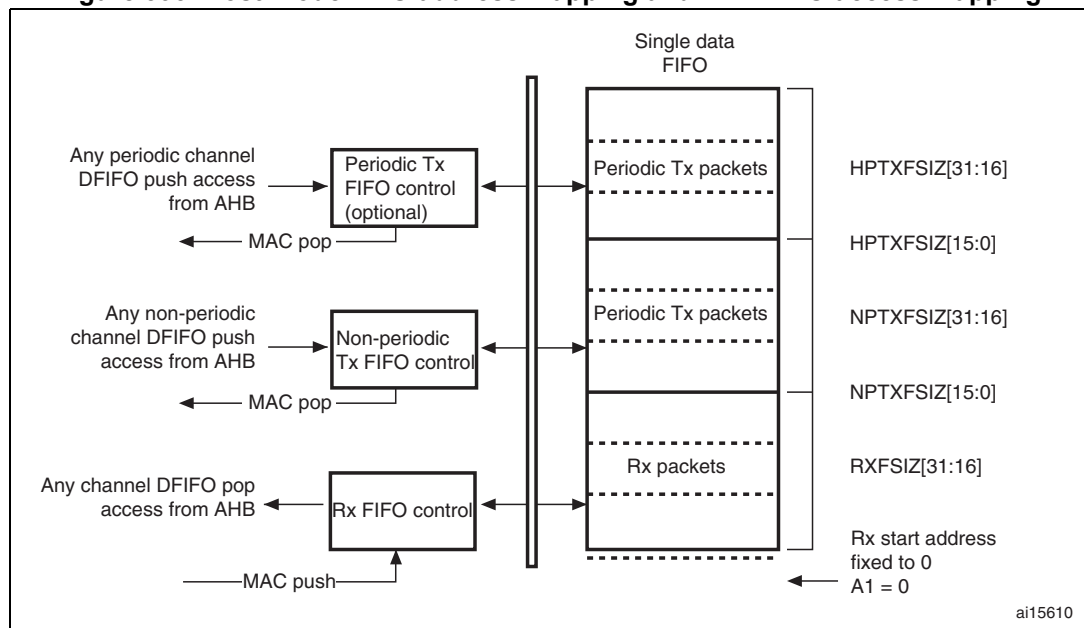 Single data
FIFO
Any periodic channel
DFIFO push access
from AHB
Periodic Tx
FIFO control
(optional)
MAC pop
Periodic Tx packets
HPTXFSIZ[31:16]
HPTXFSIZ[15:0]
Any non-periodic
channel DFIFO push
access from AHB
Non-periodic
Tx FIFO control
MAC pop
Periodic Tx packets
NPTXFSIZ[31:16]
NPTXFSIZ[15:0]
Any channel DFIFO pop
access from AHB
Rx FIFO control
MAC push
Rx packets
RXFSIZ[31:16]
Rx start address
fixed to 0
A1 = 0
ai15610